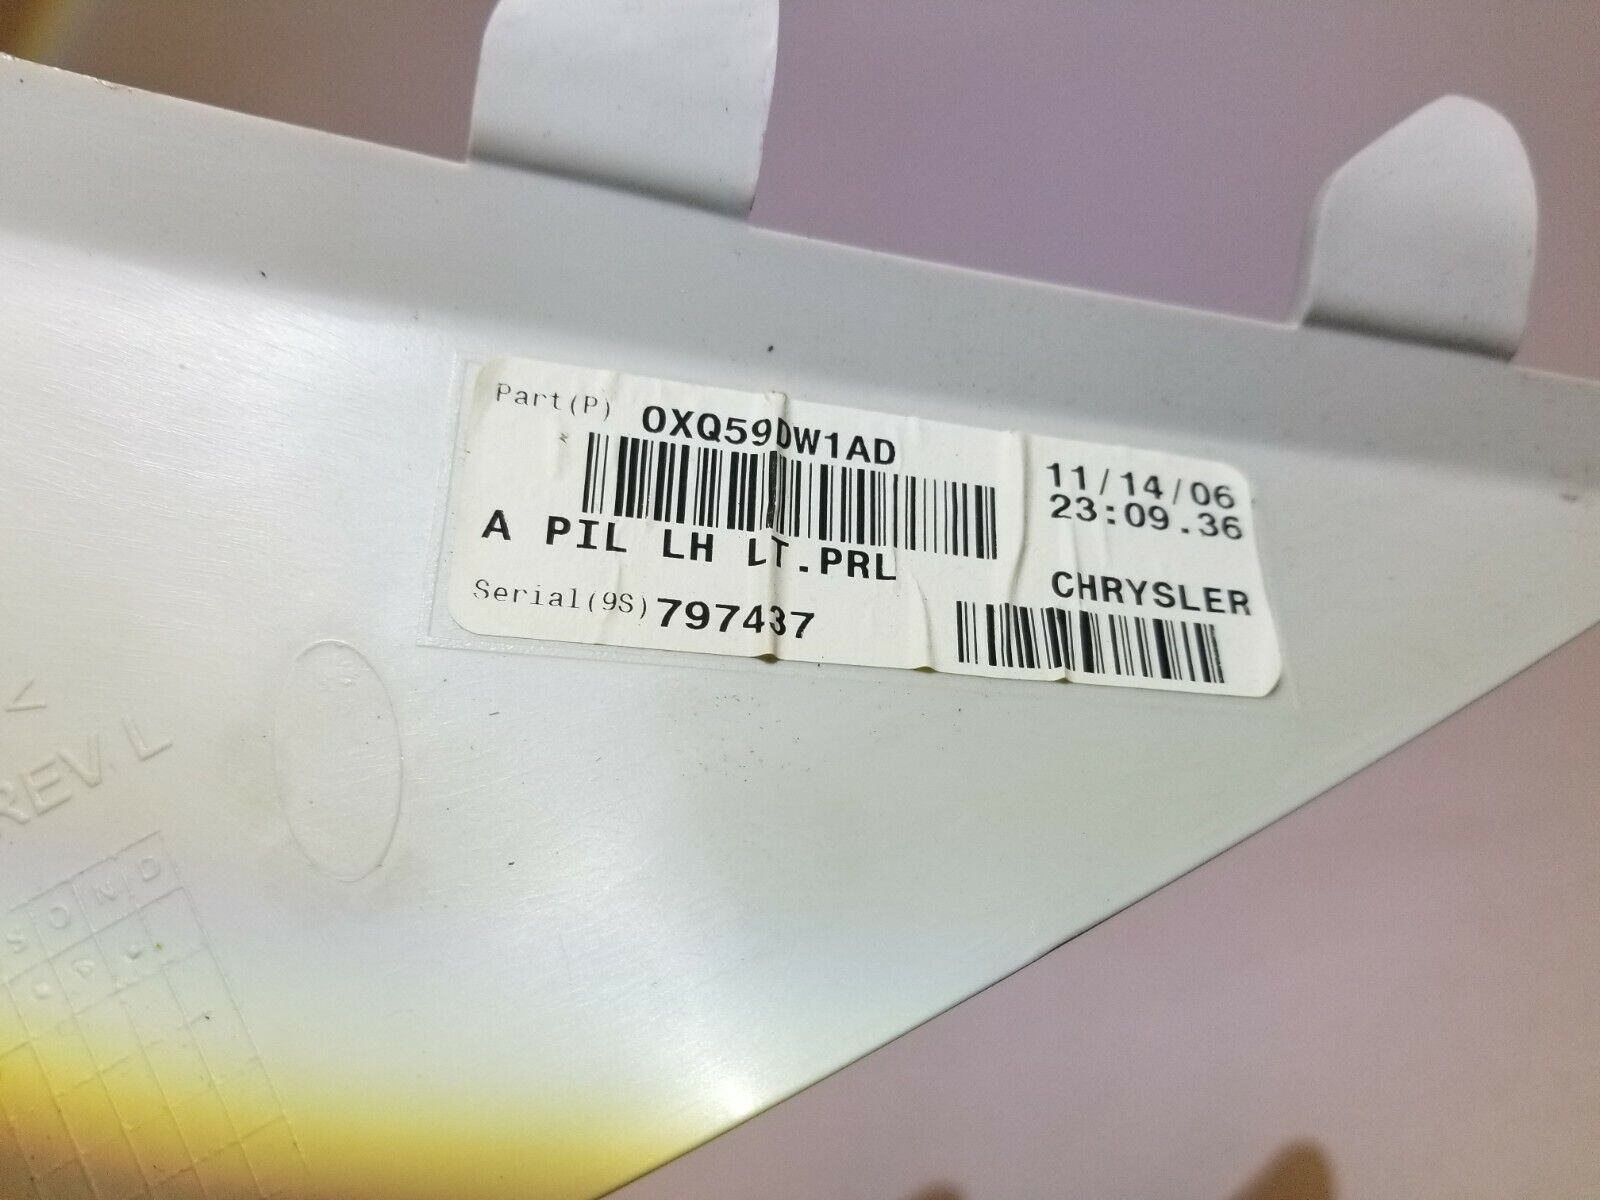 Part(P) 0XQ59DW1AD
11/14/06
23:09.36
A PIL LH LT.PRL
CHRYSLER
Serial(9S) 797437
<
REV. L
S O N D